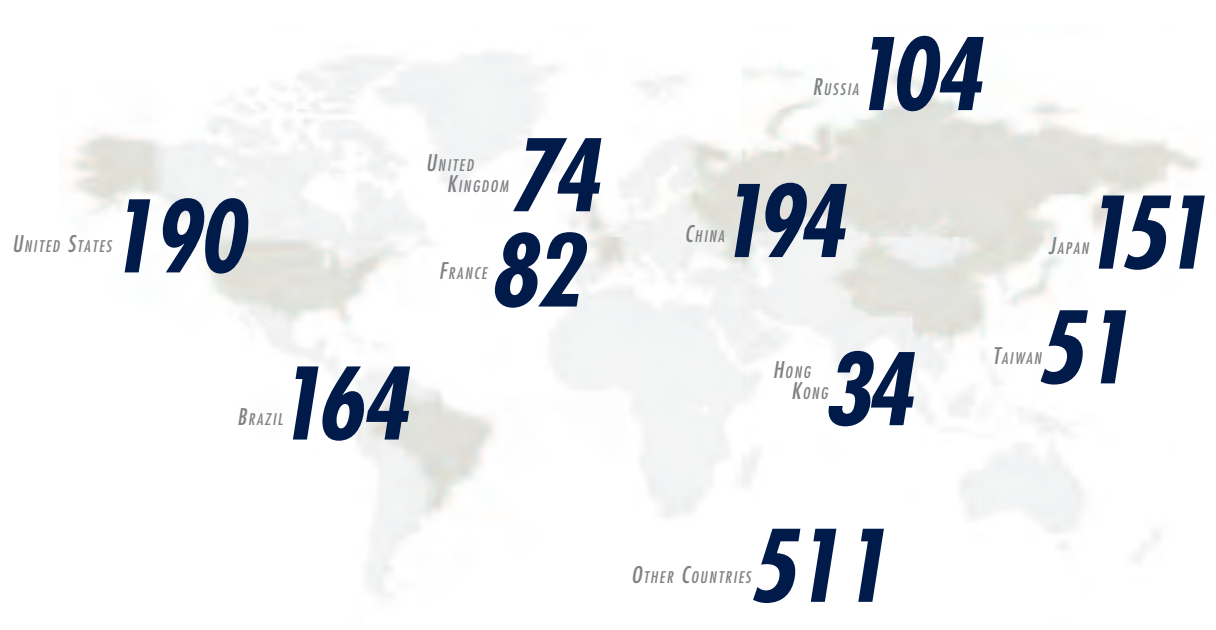 Russia 104
United
Kingdom 74
China 194
United States 190
Japan 151
France 82
Taiwan 51
Hong
Kong 34
Brazil 164
Other Countries 511